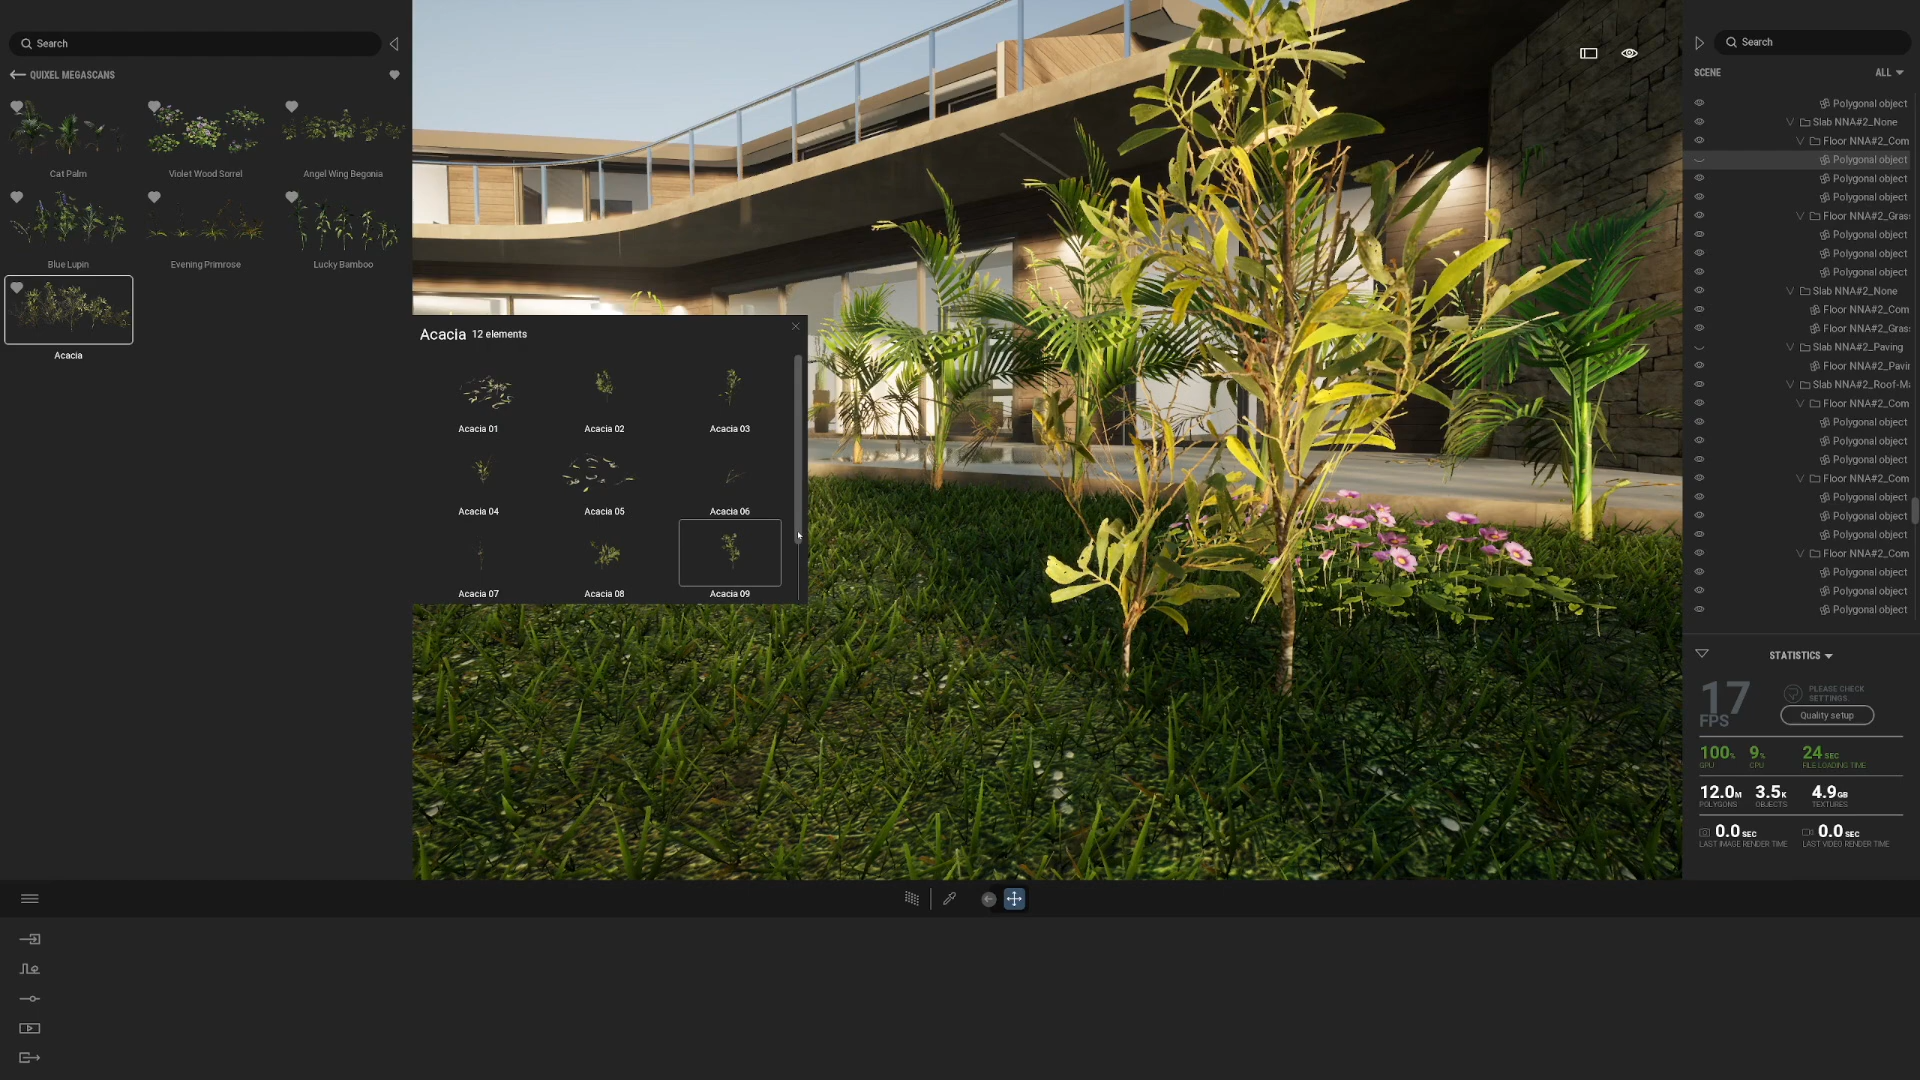 Search
QUIXEL MEGASCANS
Cat Palm
Violet Wood Sorrel
Angel Wing Begonia
Blue Lupin
Evening Primrose
Lucky Bamboo
Acacia
Acacia 12 elements
Acacia 01
Acacia 02
Acacia 03
Acacia 04
Acacia 05
Acacia 06
Acacia 07
Acacia 08
Acacia 09
Search
SCENE
ALL
Polygonal object
Slab NNA#2_None
Floor NNA#2_Com
Polygonal object
Polygonal object
Polygonal object
Floor NNA#2_Gras
Polygonal object
Polygonal object
Polygonal object
Slab NNA#2_None
Floor NNA#2_Com
Floor NNA#2_Gras
Slab NNA#2_Paving
Floor NNA#2_Pavi
Slab NNA#2_Roof-M
Floor NNA#2_Com
Polygonal object
Polygonal object
Polygonal object
Floor NNA#2_Com
Polygonal object
Polygonal object
Polygonal object
Floor NNA#2_Com
Polygonal object
Polygonal object
Polygonal object
STATISTICS
17 FPS
PLEASE CHECK
SETTINGS.
Quality setup
100% GPU
9% CPU
24 SEC FILE LOADING TIME
12.0M POLYGONS
3.5K OBJECTS
4.9GB TEXTURES
0.0 SEC LAST IMAGE RENDER TIME
0.0 SEC LAST VIDEO RENDER TIME